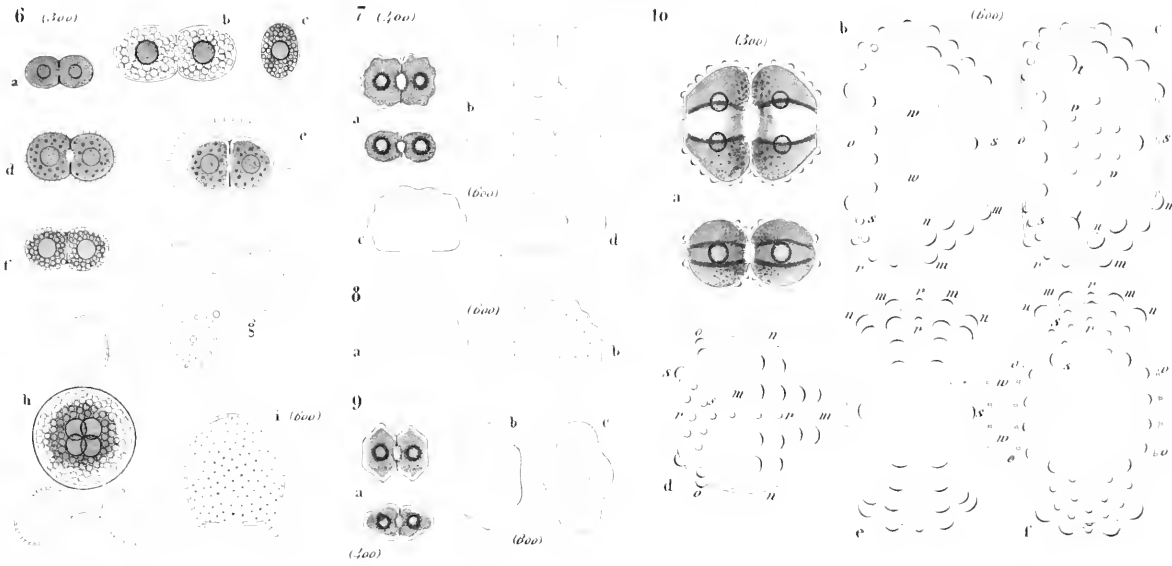 6 (300) b c
a
d e
f
g
h
i (600)
7 (400)
a
b
c
(600)
d
8
(600)
a
b
9
a
(400)
b
c
(600)
10
(300)
a
(600)
b
w
o
s
w
s
n
m
r
m
c
t
p
o
s
p
s
n
m
r
m
o
n
s
s
m
r
r
m
d
o
n
m
r
m
n
n
r
w
s
w
e
m
r
m
n
n
s
r
s
o
o
e
o
f